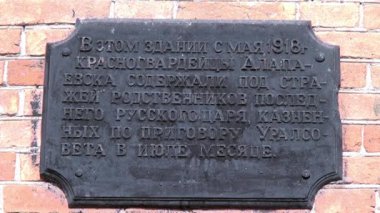 В этом здании с мая 1918 г.
красногвардейцы Алапа-
евска содержали под стра-
жей родственников послед-
него русского царя, казнен-
ных по приговору Уралсо-
вета в июле месяце.